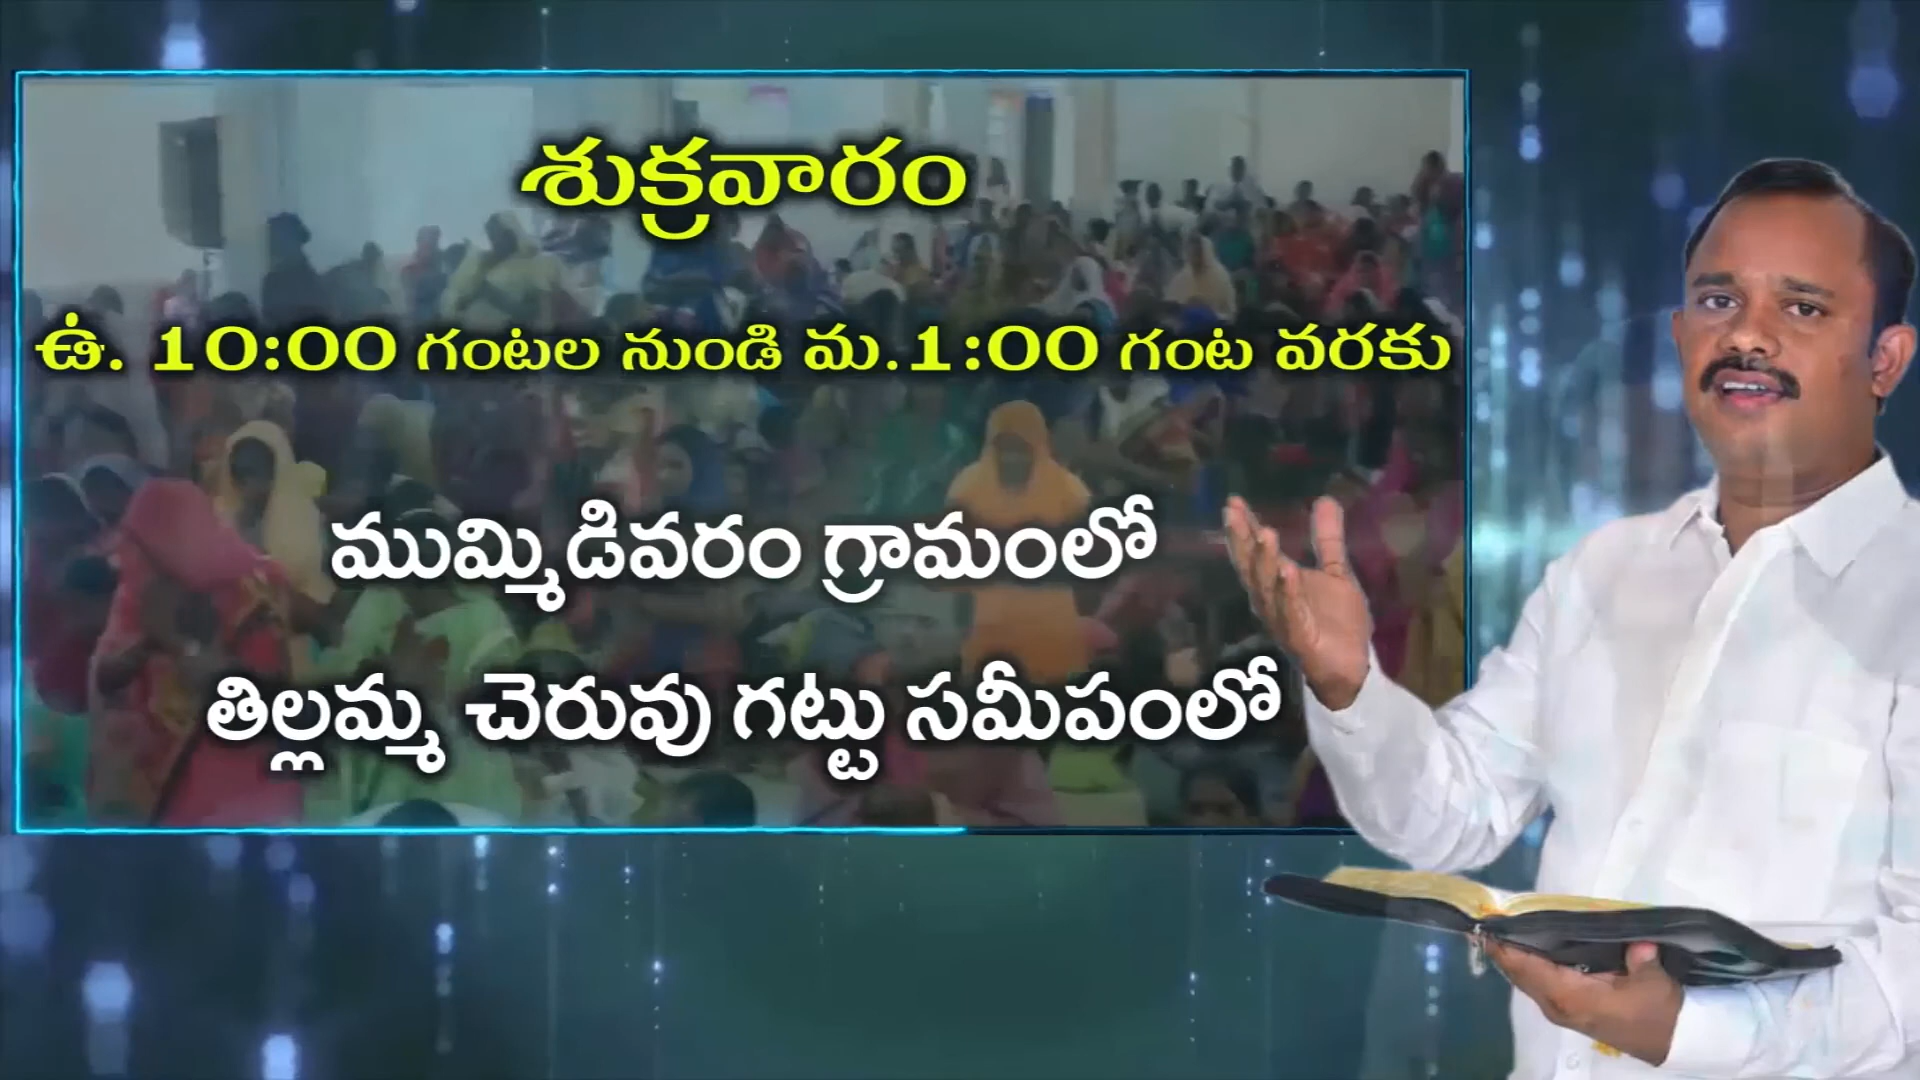 శుక్రవారం
ఉ. 10:00 గంటల నుండి మ.1:00 గంట వరకు
ముమ్మిడివరం గ్రామంలో
తిల్లమ్మ చెరువు గట్టు సమీపంలో